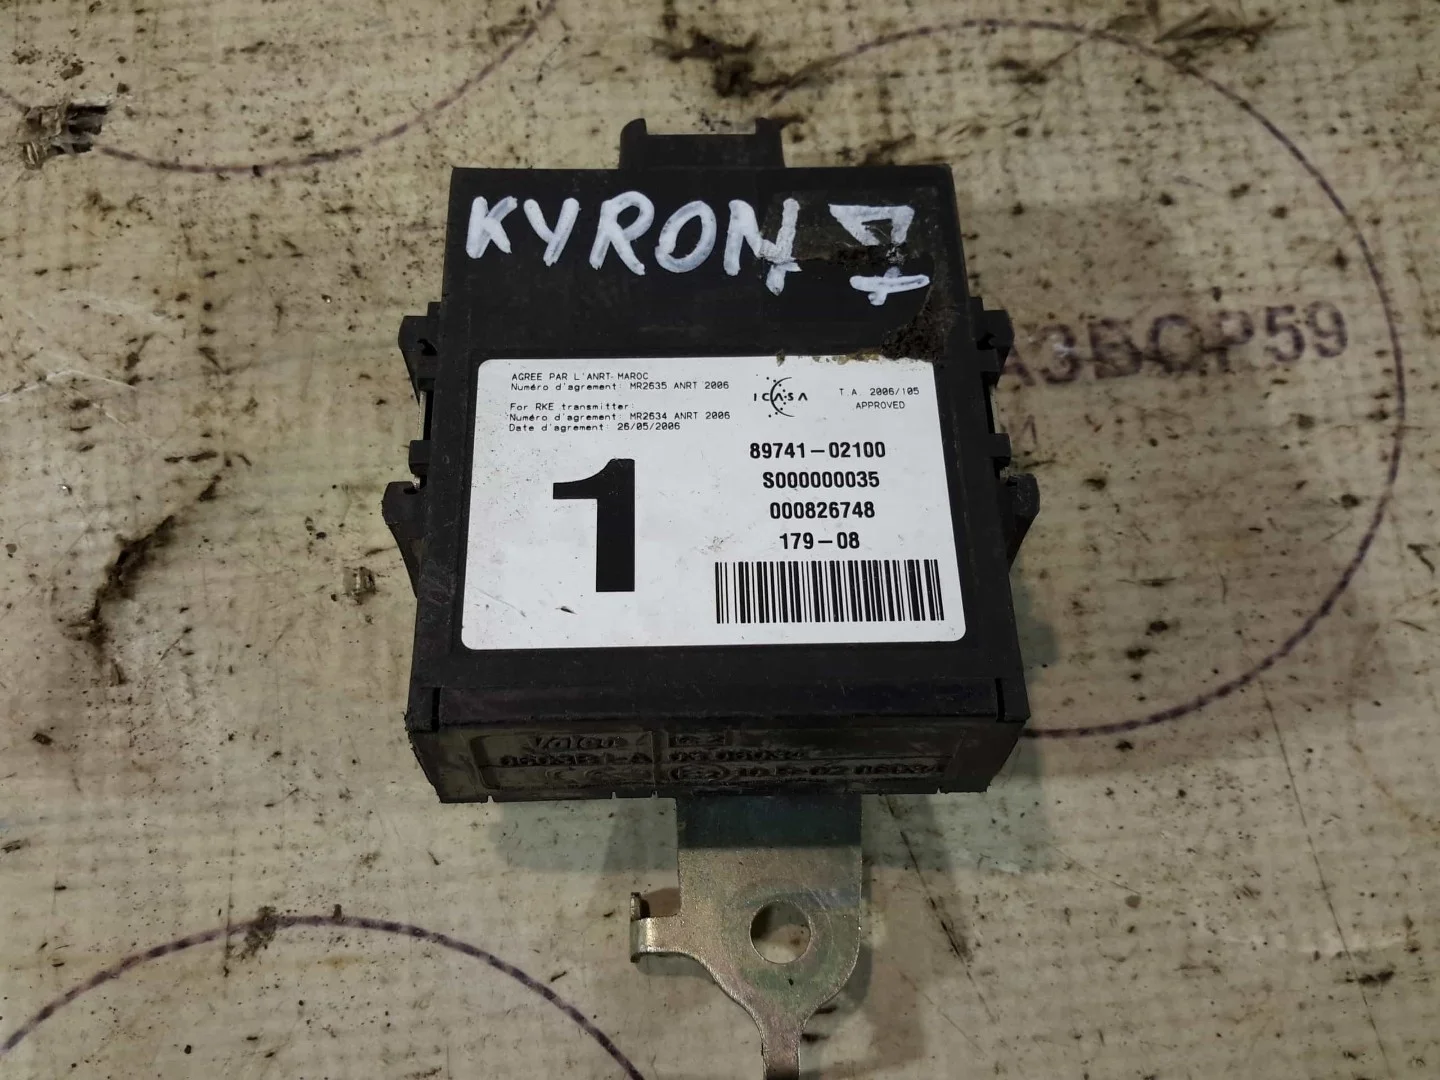 KYRON
AGREE PAR L'ANRT MAROC
Numéro d'agrement: MR2635 ANRT 2006
For RKE transmitter:
Numéro d'agrement: MR2634 ANRT 2006
Date d'agrement: 26/05/2006
ICASA
T.A. 2006/105
APPROVED
1
89741-02100
S000000035
000826748
179-08
Valeo
АЗБОР59